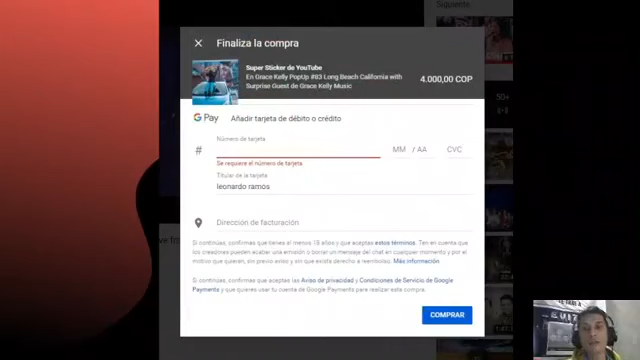 Finaliza la compra
Super Sticker de YouTube
En Grace Kelly PopUp #83 Long Beach California with
Surprise Guest de Grace Kelly Music
4.000,00 COP
G Pay Añadir tarjeta de débito o crédito
Número de tarjeta
# MM / AA CVC
Se requiere el número de tarjeta
Titular de la tarjeta
leonardo ramos
Dirección de facturación
Si continúas, confirmas que tienes al menos 18 años y que aceptas estos términos. Ten en cuenta que
los creadores pueden acabar una emisión o borrar un mensaje del chat en cualquier momento y por el
motivo que quieran, sin previo aviso y sin que exista derecho a reembolso. Más información
Si continúas, confirmas que aceptas las Aviso de privacidad y Condiciones de Servicio de Google
Payments y que quieres usar tu cuenta de Google Payments para realizar esta compra.
COMPRAR